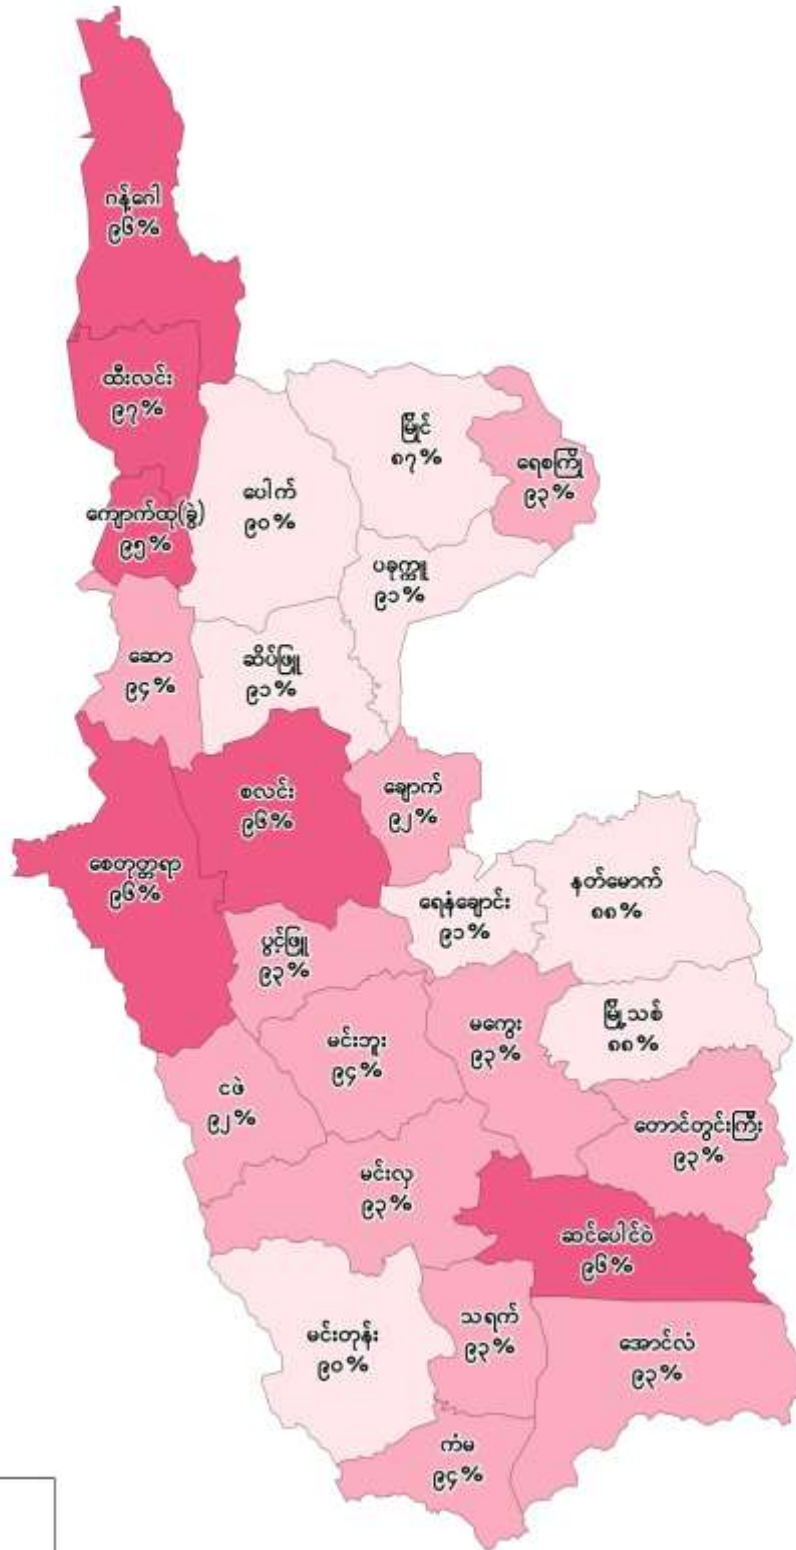 ဂန့်ဂေါ
၉၆%
ထီးလင်း
၉၇%
မြိုင်
၈၇%
ရေစကြို
၉၃%
ပေါက်
၉၀%
ကျောက်ထု(ခွဲ)
၉၅%
ပခုက္ကူ
၉၁%
ဆော
၉၄%
ဆိပ်ဖြူ
၉၁%
စလင်း
၉၆%
ချောက်
၉၂%
စေတုတ္တရာ
၉၆%
ရေနံချောင်း
၉၁%
နတ်မောက်
၈၈%
ပွင့်ဖြူ
၉၃%
မင်းဘူး
၉၄%
မကွေး
၉၃%
မြို့သစ်
၈၈%
ငဖဲ
၉၂%
တောင်တွင်းကြီး
၉၃%
မင်းလှ
၉၃%
ဆင်ပေါင်ဝဲ
၉၆%
မင်းတုန်း
၉၀%
သရက်
၉၃%
အောင်လံ
၉၃%
ကံမ
၉၄%